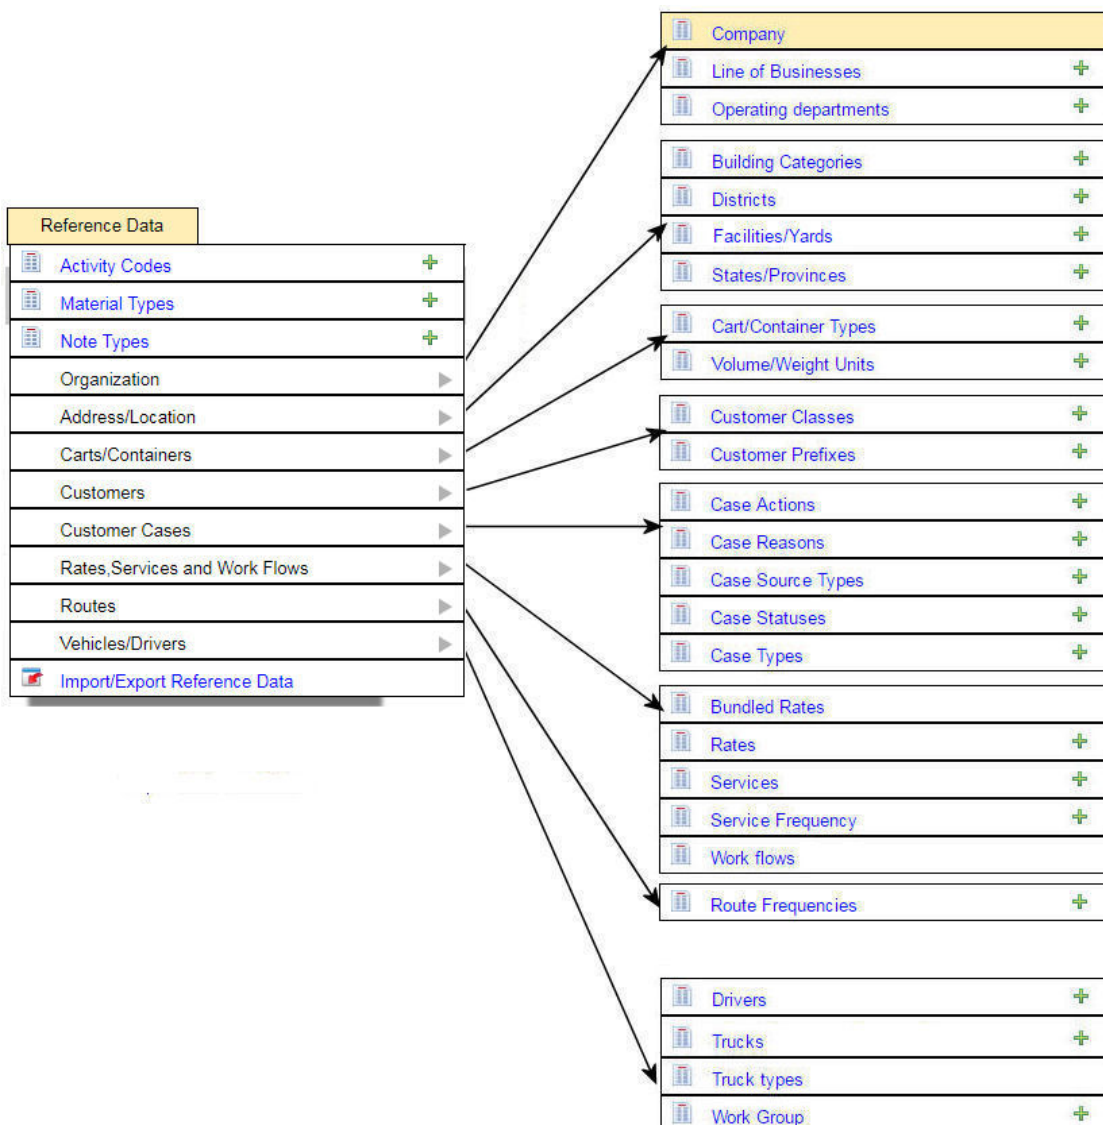 Reference Data
Activity Codes
Material Types
Note Types
Organization
Address/Location
Carts/Containers
Customers
Customer Cases
Rates,Services and Work Flows
Routes
Vehicles/Drivers
Import/Export Reference Data
Company
Line of Businesses
Operating departments
Building Categories
Districts
Facilities/Yards
States/Provinces
Cart/Container Types
Volume/Weight Units
Customer Classes
Customer Prefixes
Case Actions
Case Reasons
Case Source Types
Case Statuses
Case Types
Bundled Rates
Rates
Services
Service Frequency
Work flows
Route Frequencies
Drivers
Trucks
Truck types
Work Group